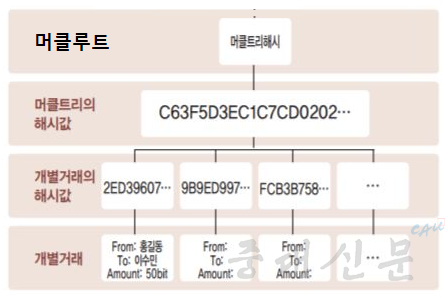 머클루트
머클트리해시
머클트리의
해시값
C63F5D3EC1C7CD0202…
개별거래의
해시값
2ED39607…
9B9ED997…
FCB3B758…
…
개별거래
From: 홍길동
To: 이수민
Amount: 50bit
From:
To:
Amount:
From:
To:
Amount:
…
중대신문
CAU